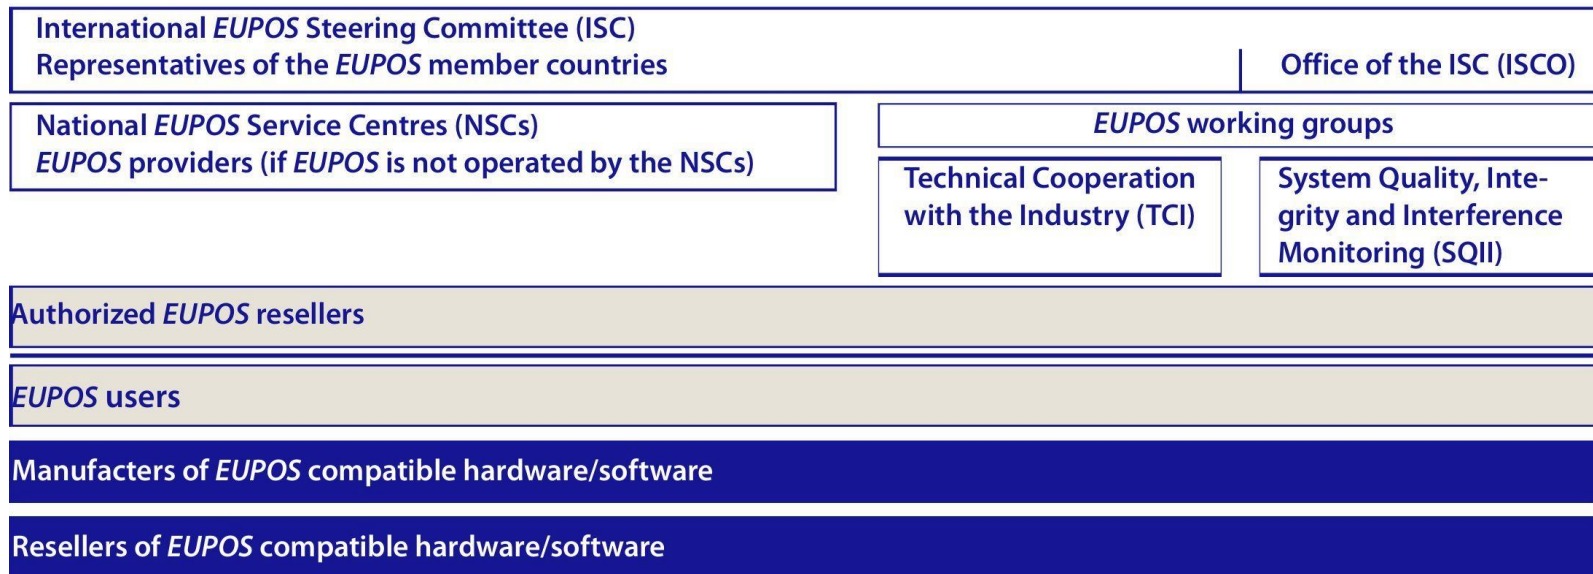 International EUPOS Steering Committee (ISC)
Representatives of the EUPOS member countries
Office of the ISC (ISCO)
National EUPOS Service Centres (NSCs)
EUPOS providers (if EUPOS is not operated by the NSCs)
EUPOS working groups
Technical Cooperation
with the Industry (TCI)
System Quality, Inte-
grity and Interference
Monitoring (SQII)
Authorized EUPOS resellers
EUPOS users
Manufacters of EUPOS compatible hardware/software
Resellers of EUPOS compatible hardware/software